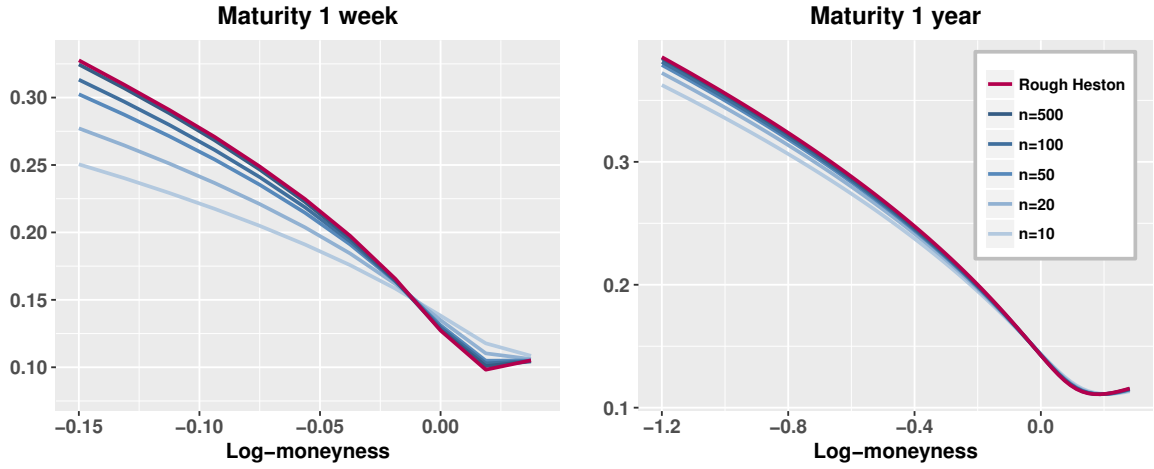 Maturity 1 week
0.30
0.25
0.20
0.15
0.10
−0.15 −0.10 −0.05 0.00
Log−moneyness
Maturity 1 year
0.3
0.2
0.1
−1.2 −0.8 −0.4 0.0
Log−moneyness
Rough Heston
n=500
n=100
n=50
n=20
n=10